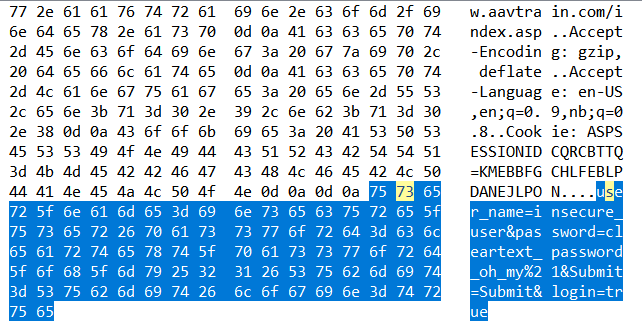 77 2e 61 61 76 74 72 61 69 6e 2e 63 6f 6d 2f 69 w.aavtra in.com/i
6e 64 65 78 2e 61 73 70 0d 0a 41 63 63 65 70 74 ndex.asp ..Accept
2d 45 6e 63 6f 64 69 6e 67 3a 20 67 7a 69 70 2c -Encodin g: gzip,
20 64 65 66 6c 61 74 65 0d 0a 41 63 63 65 70 74 deflate ..Accept
2d 4c 61 6e 67 75 61 67 65 3a 20 65 6e 2d 55 53 -Languag e: en-US
2c 65 6e 3b 71 3d 30 2e 39 2c 6e 62 3b 71 3d 30 ,en;q=0. 9,nb;q=0
2e 38 0d 0a 43 6f 6f 6b 69 65 3a 20 41 53 50 53 .8..Cook ie: ASPS
45 53 53 49 4f 4e 49 44 43 51 52 43 42 54 54 51 ESSIONID CQRCBTTQ
3d 4b 4d 45 42 42 46 47 43 48 4c 46 45 42 4c 50 =KMEBBFG CHLFEBLP
44 41 4e 45 4a 4c 50 4f 4e 0d 0a 0d 0a 75 73 65 DANEJLPO N....use
72 5f 6e 61 6d 65 3d 69 6e 73 65 63 75 72 65 5f r_name=i nsecure_
75 73 65 72 26 70 61 73 73 77 6f 72 64 3d 63 6c user&pas sword=cl
65 61 72 74 65 78 74 5f 70 61 73 73 77 6f 72 64 eartext_ password
5f 6f 68 5f 6d 79 25 32 31 26 53 75 62 6d 69 74 _oh_my%2 1&Submit
3d 53 75 62 6d 69 74 26 6c 6f 67 69 6e 3d 74 72 =Submit& login=tr
75 65 ue